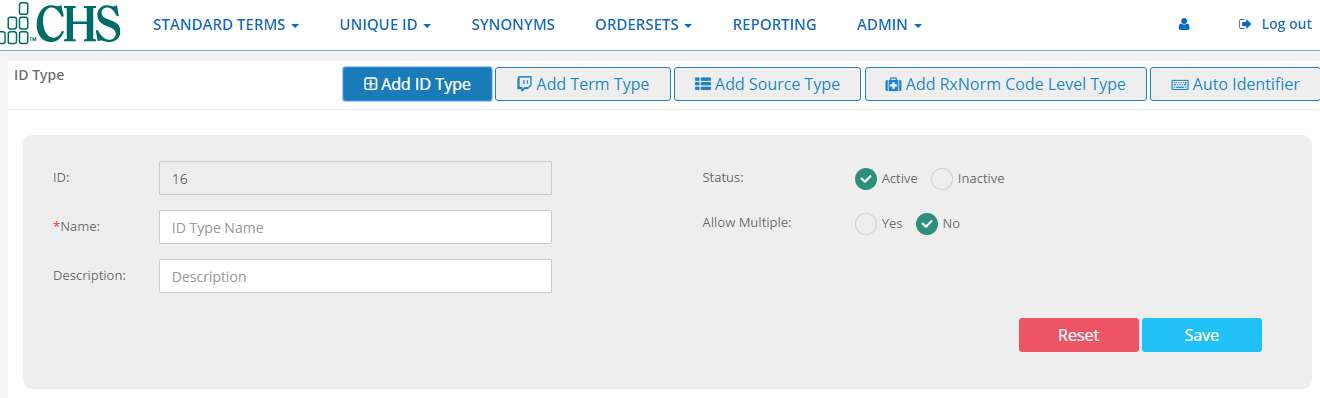 CHS™ STANDARD TERMS UNIQUE ID SYNONYMS ORDERSETS REPORTING ADMIN Log out
ID Type Add ID Type Add Term Type Add Source Type Add RxNorm Code Level Type Auto Identifier
ID: 16 Status: Active Inactive
*Name: ID Type Name Allow Multiple: Yes No
Description: Description
Reset Save